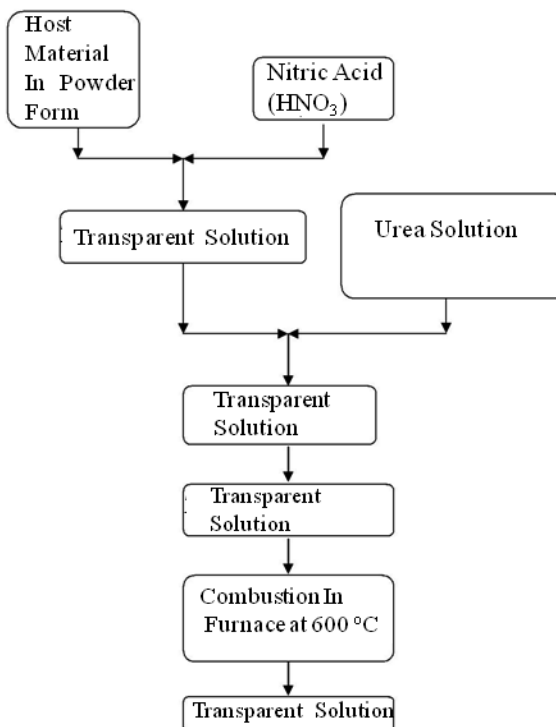 Host
Material
In Powder
Form
Nitric Acid
(HNO₃)
Transparent Solution
Urea Solution
Transparent
Solution
Transparent
Solution
Combustion In
Furnace at 600 °C
Transparent Solution